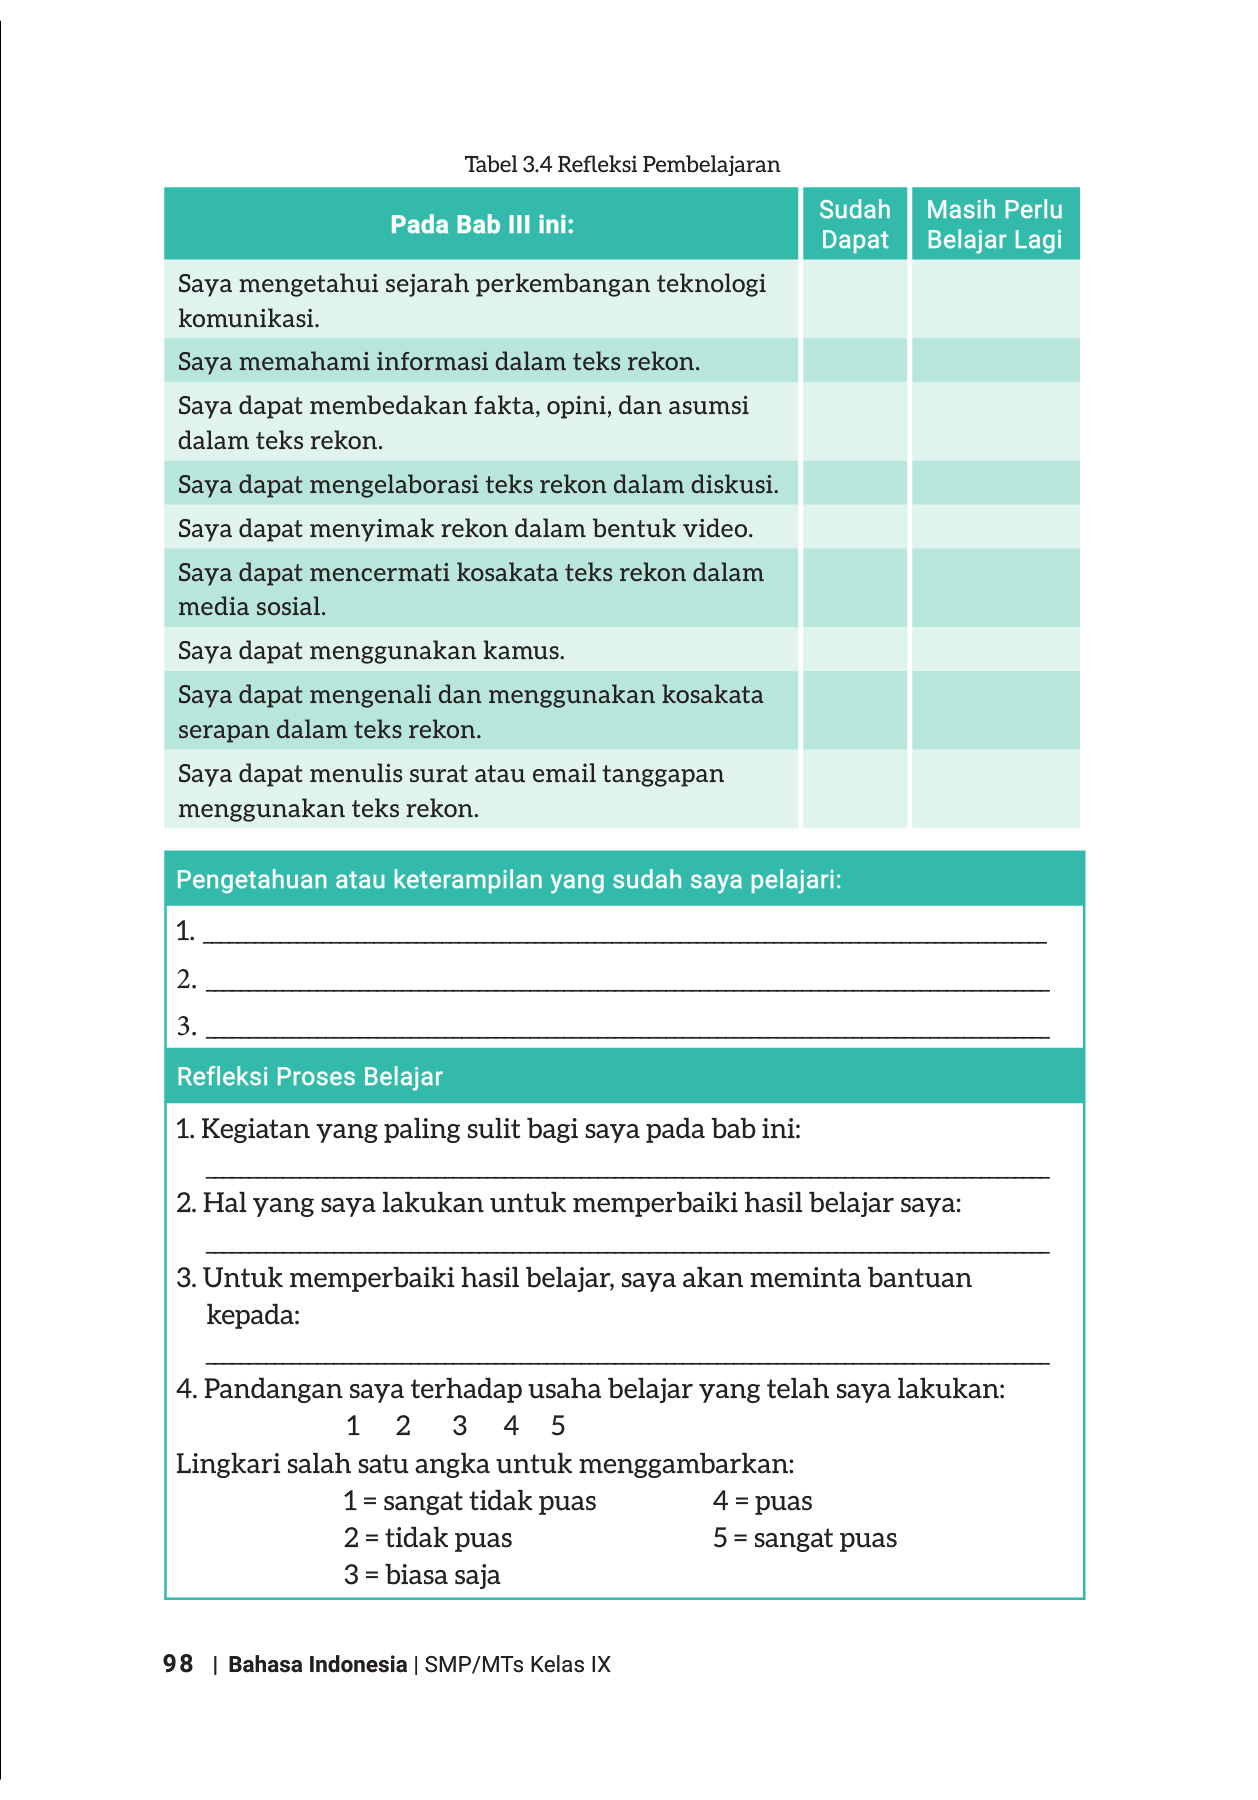 Tabel 3.4 Refleksi Pembelajaran
Pada Bab III ini:
Sudah
Dapat
Masih Perlu
Belajar Lagi
Saya mengetahui sejarah perkembangan teknologi
komunikasi.
Saya memahami informasi dalam teks rekon.
Saya dapat membedakan fakta, opini, dan asumsi
dalam teks rekon.
Saya dapat mengelaborasi teks rekon dalam diskusi.
Saya dapat menyimak rekon dalam bentuk video.
Saya dapat mencermati kosakata teks rekon dalam
media sosial.
Saya dapat menggunakan kamus.
Saya dapat mengenali dan menggunakan kosakata
serapan dalam teks rekon.
Saya dapat menulis surat atau email tanggapan
menggunakan teks rekon.
Pengetahuan atau keterampilan yang sudah saya pelajari:
1.
2.
3.
Refleksi Proses Belajar
1. Kegiatan yang paling sulit bagi saya pada bab ini:
2. Hal yang saya lakukan untuk memperbaiki hasil belajar saya:
3. Untuk memperbaiki hasil belajar, saya akan meminta bantuan
kepada:
4. Pandangan saya terhadap usaha belajar yang telah saya lakukan:
1 2 3 4 5
Lingkari salah satu angka untuk menggambarkan:
1 = sangat tidak puas 4 = puas
2 = tidak puas 5 = sangat puas
3 = biasa saja
98 | Bahasa Indonesia | SMP/MTs Kelas IX